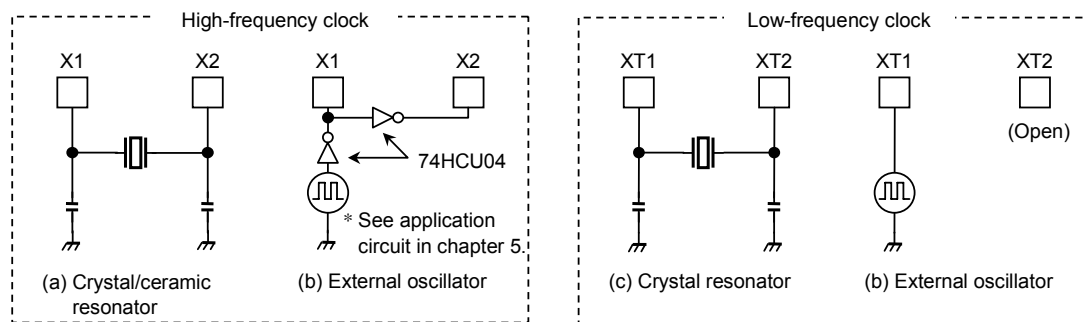 High-frequency clock
X1
X2
X1
X2
74HCU04
* See application
circuit in chapter 5.
(a) Crystal/ceramic
resonator
(b) External oscillator
Low-frequency clock
XT1
XT2
XT1
XT2
(Open)
(c) Crystal resonator
(b) External oscillator